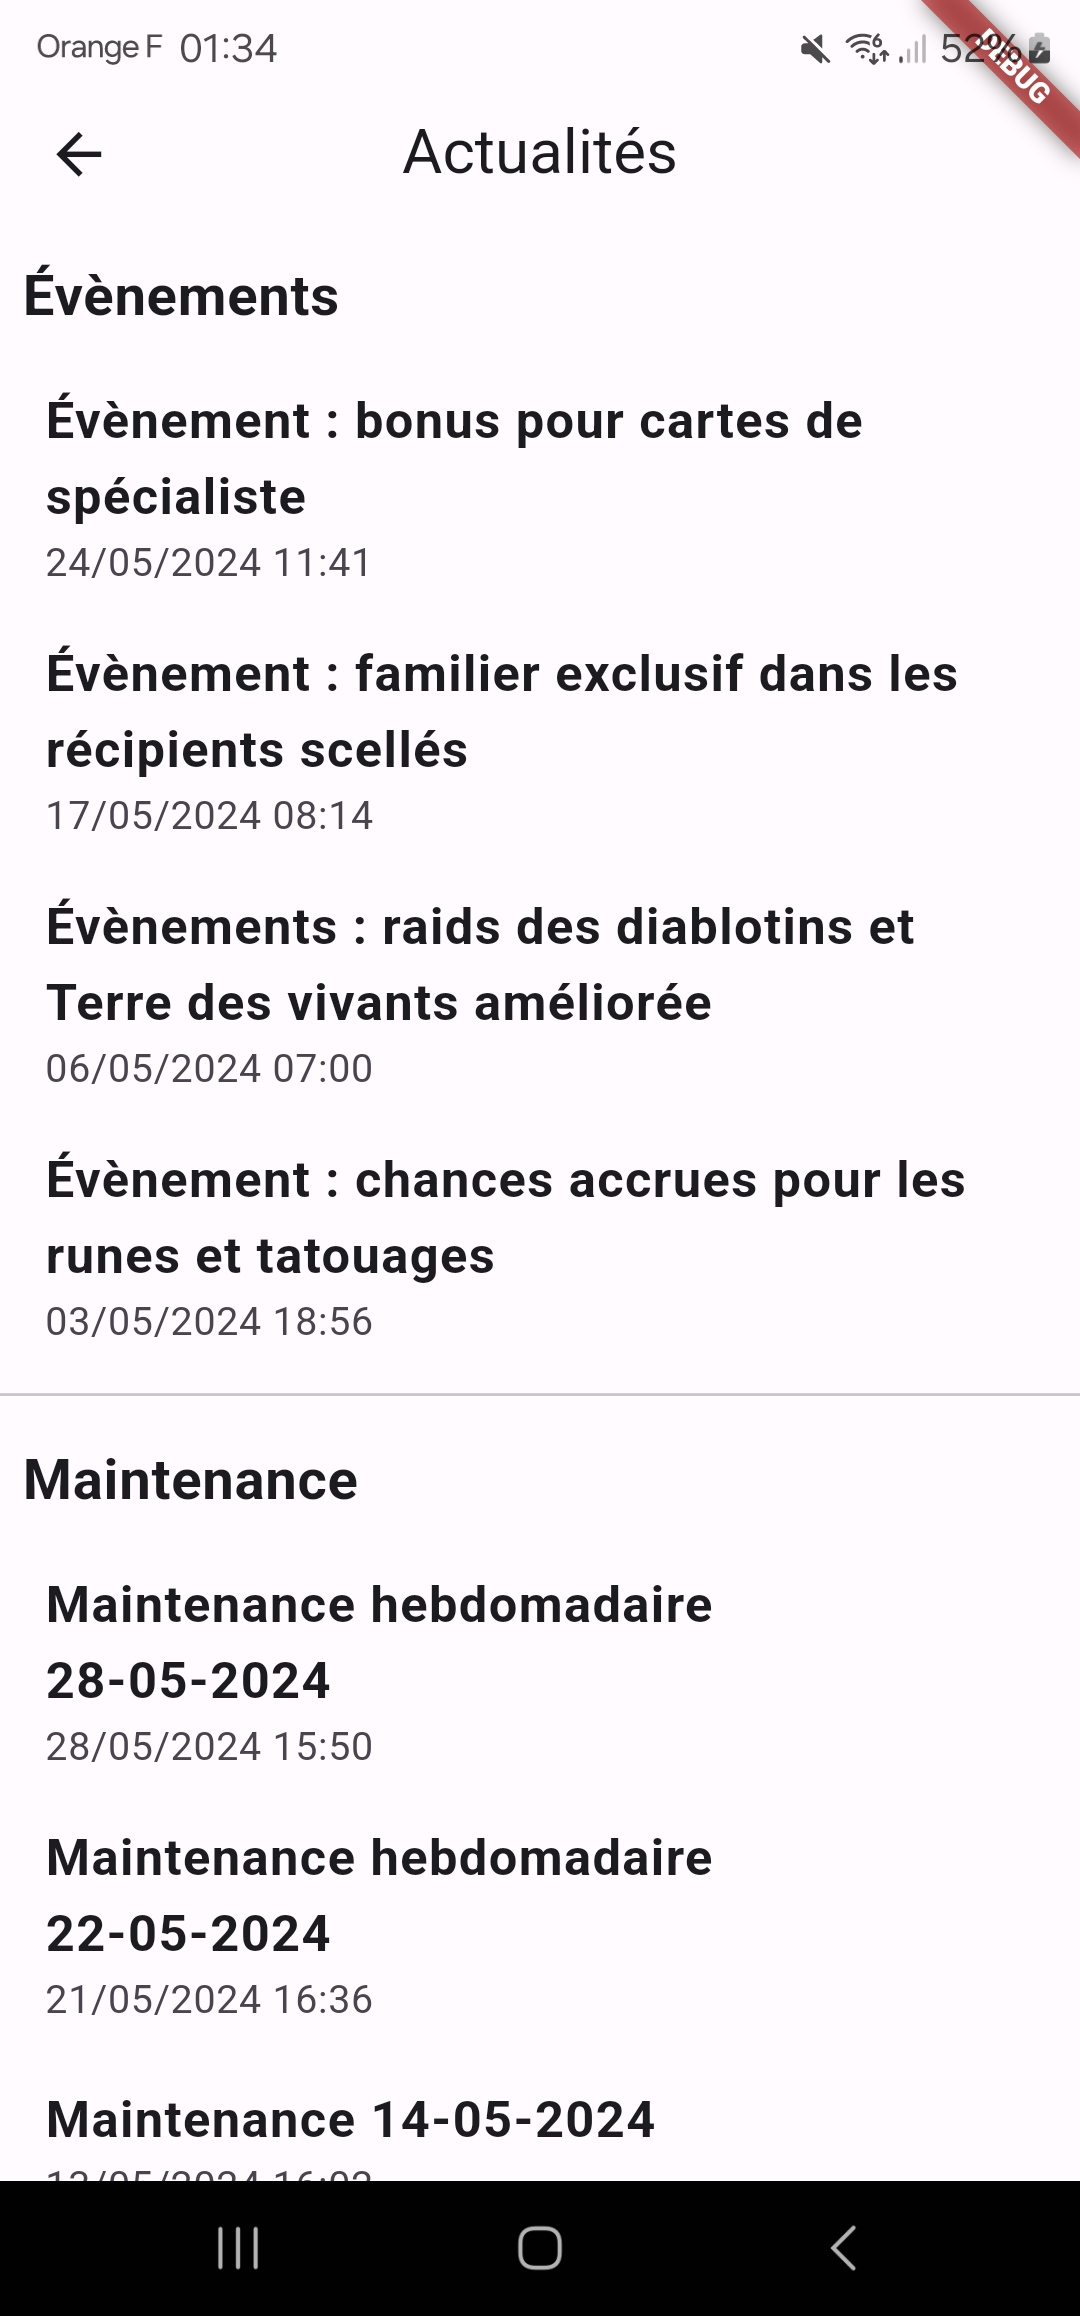 Orange F 01:34
52%
DEBUG
Actualités
Évènements
Évènement : bonus pour cartes de
spécialiste
24/05/2024 11:41
Évènement : familier exclusif dans les
récipients scellés
17/05/2024 08:14
Évènements : raids des diablotins et
Terre des vivants améliorée
06/05/2024 07:00
Évènement : chances accrues pour les
runes et tatouages
03/05/2024 18:56
Maintenance
Maintenance hebdomadaire
28-05-2024
28/05/2024 15:50
Maintenance hebdomadaire
22-05-2024
21/05/2024 16:36
Maintenance 14-05-2024